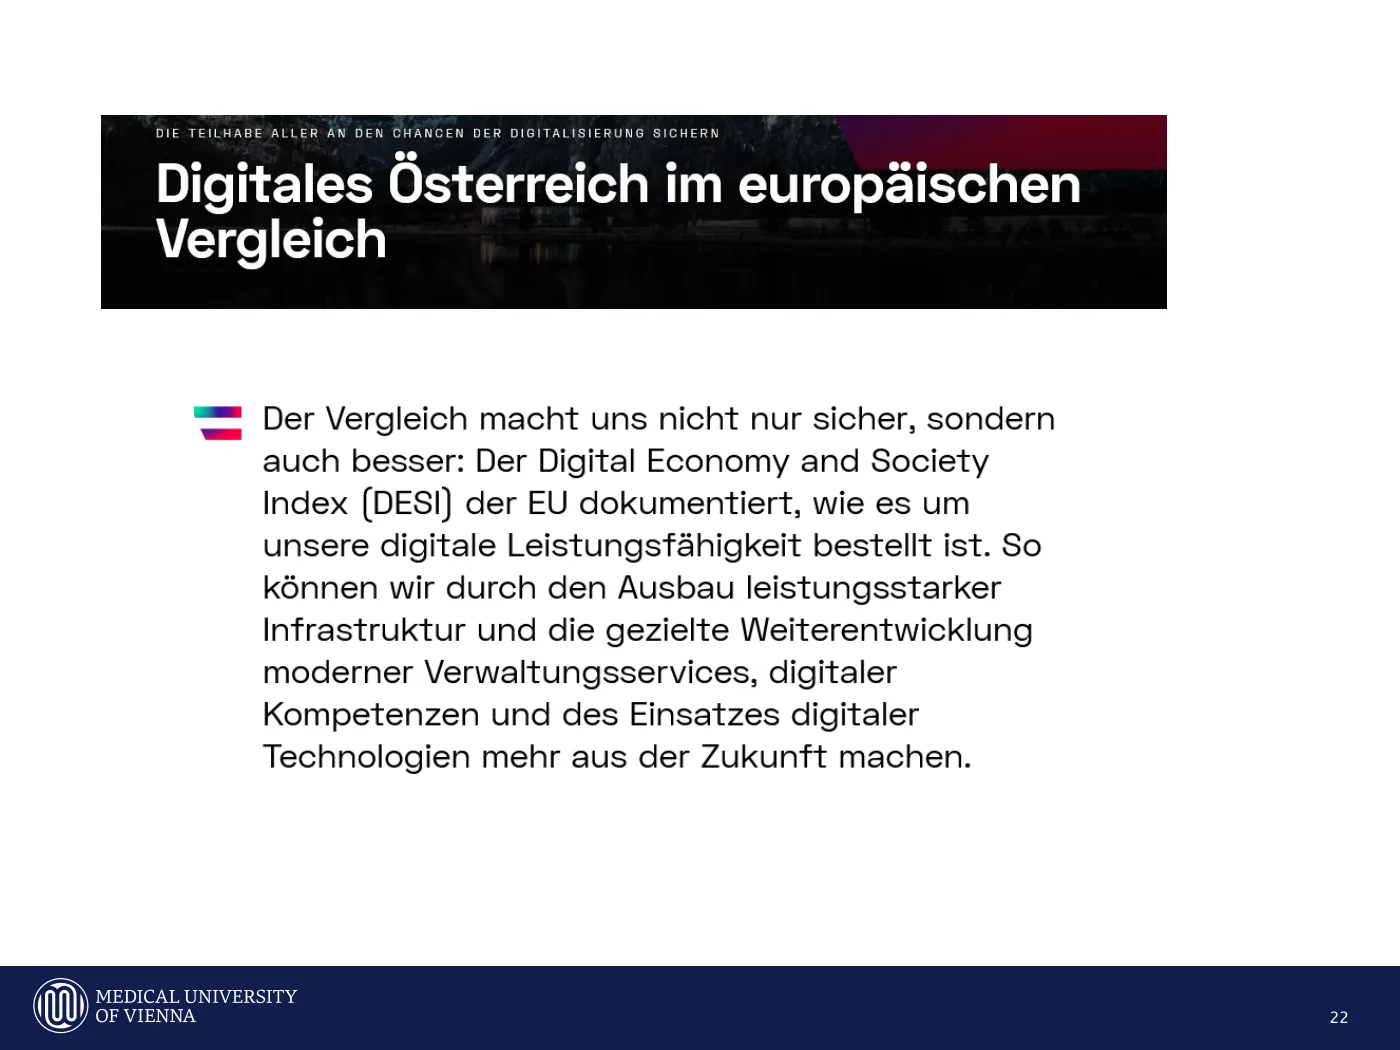 DIE TEILHABE ALLER AN DEN CHANCEN DER DIGITALISIERUNG SICHERN
Digitales Österreich im europäischen
Vergleich
Der Vergleich macht uns nicht nur sicher, sondern
auch besser: Der Digital Economy and Society
Index (DESI) der EU dokumentiert, wie es um
unsere digitale Leistungsfähigkeit bestellt ist. So
können wir durch den Ausbau leistungsstarker
Infrastruktur und die gezielte Weiterentwicklung
moderner Verwaltungsservices, digitaler
Kompetenzen und des Einsatzes digitaler
Technologien mehr aus der Zukunft machen.
MEDICAL UNIVERSITY
OF VIENNA
22